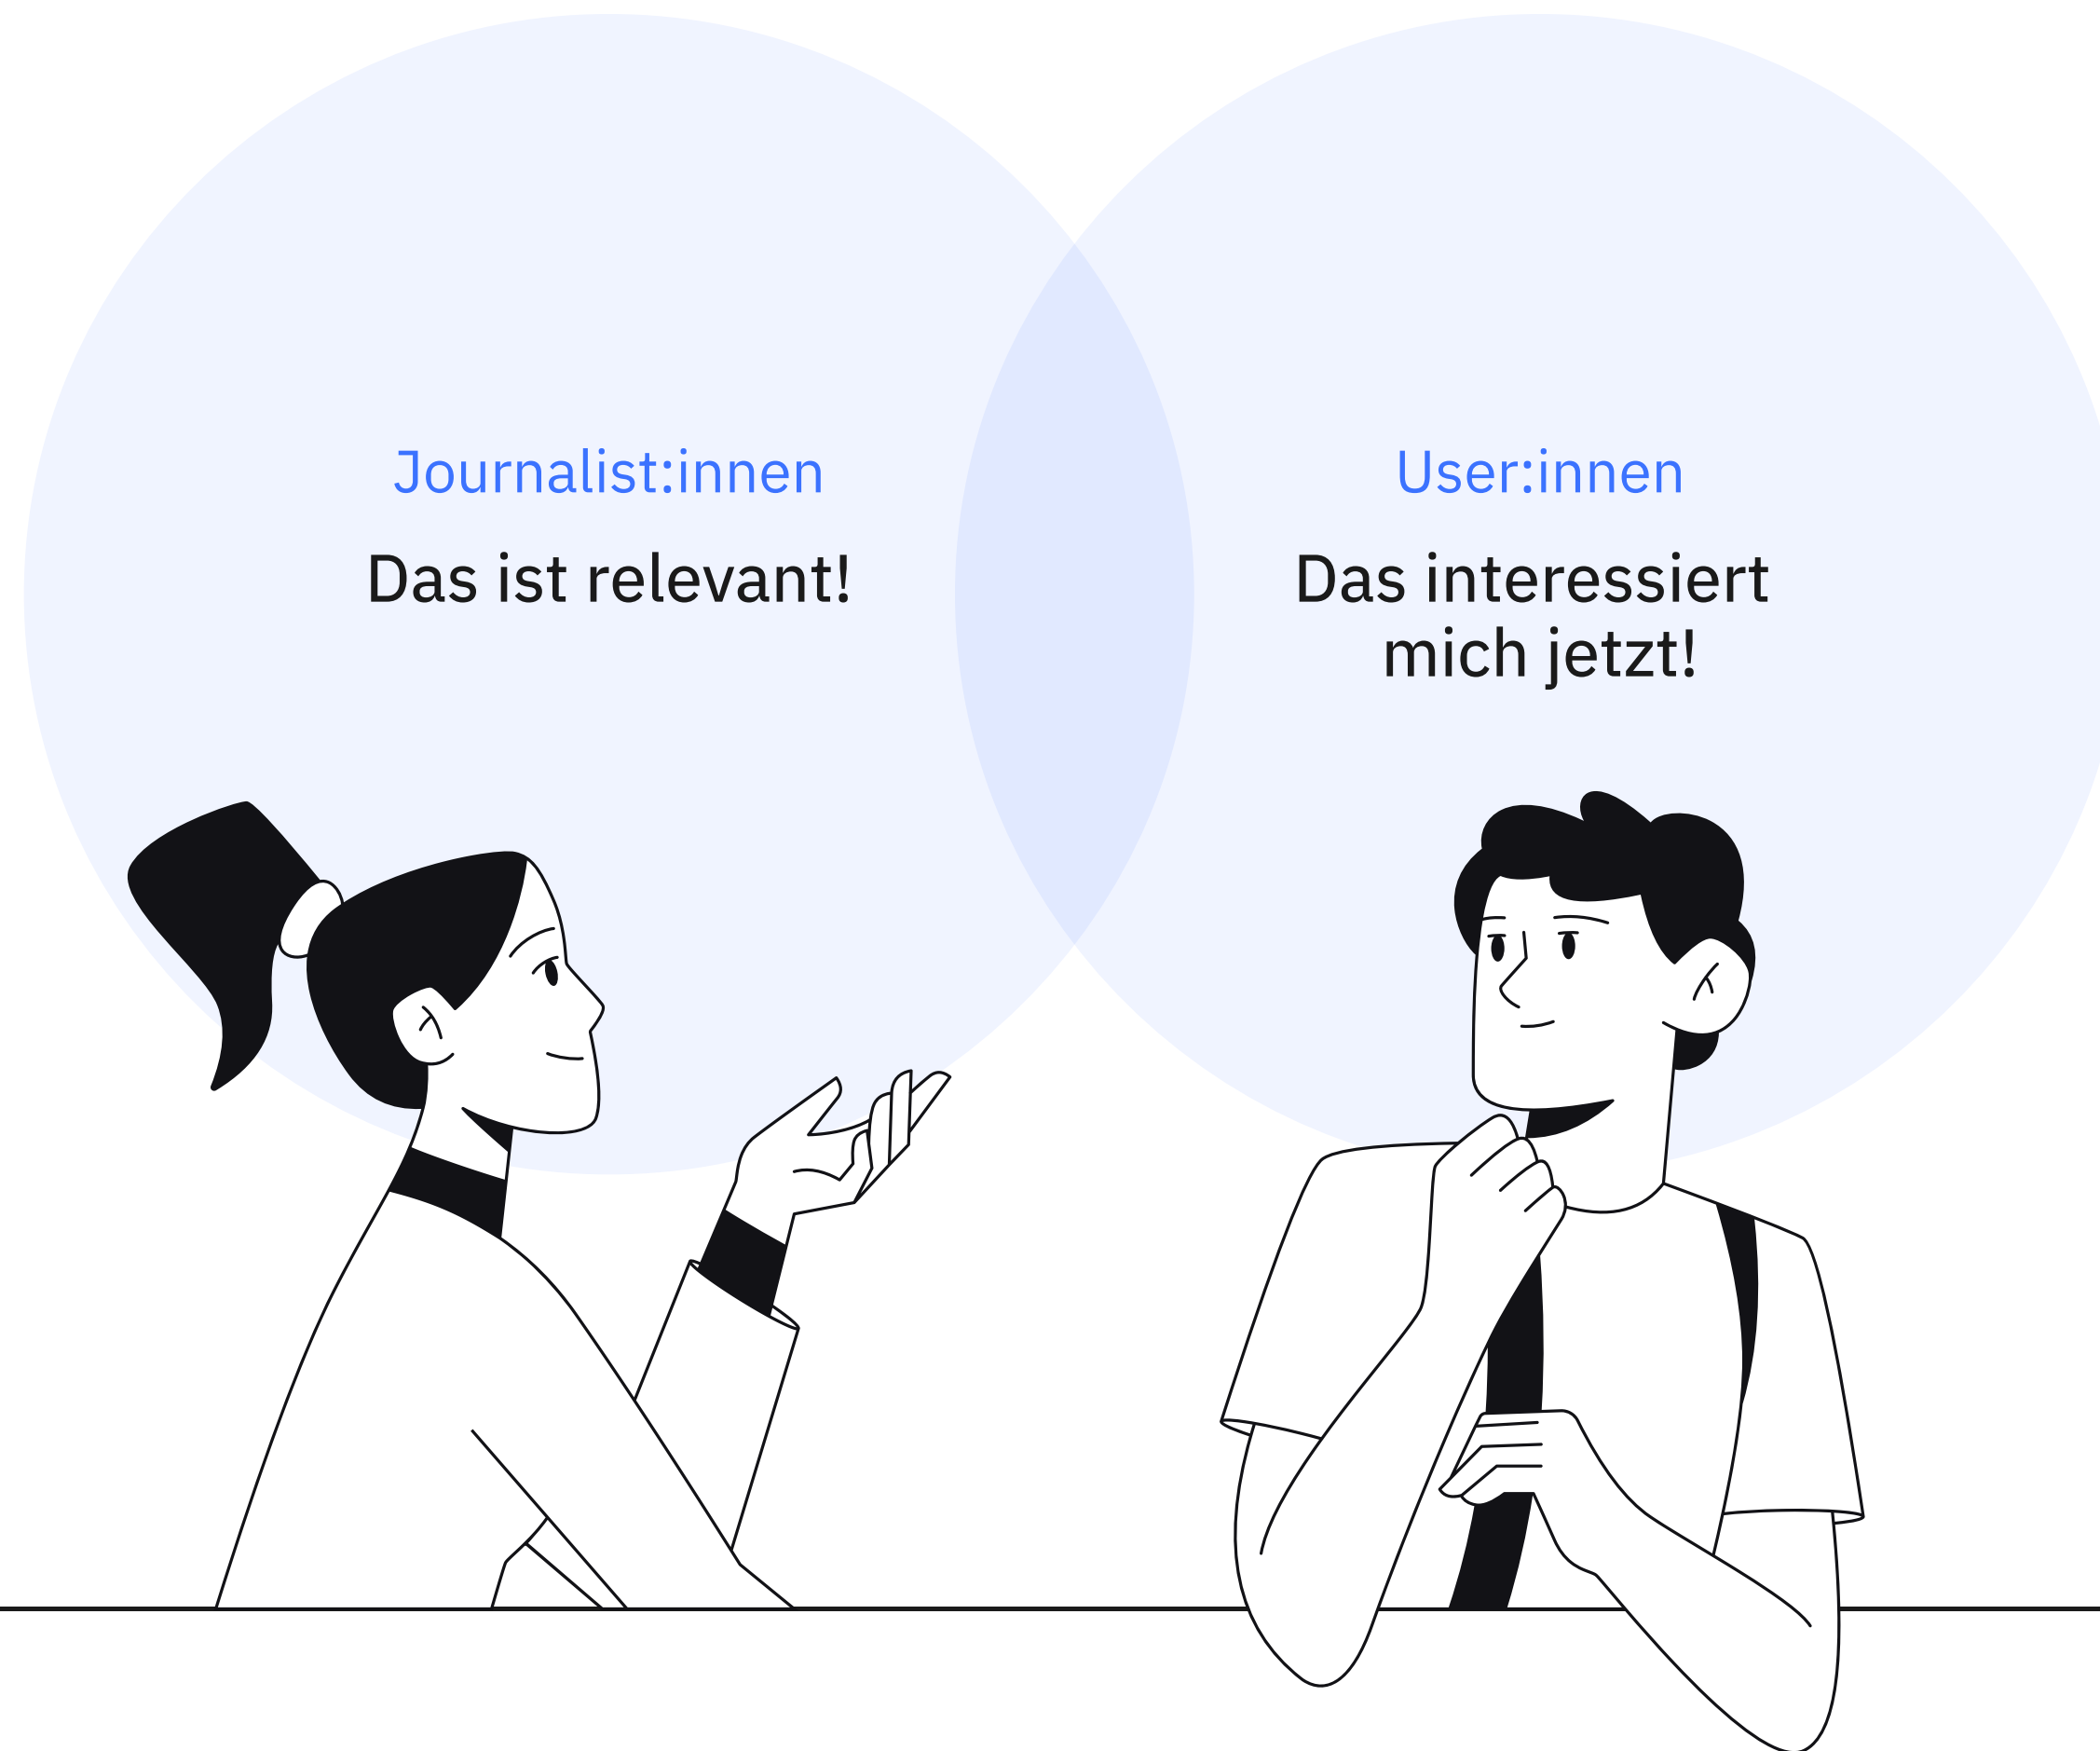 Journalist:innen
Das ist relevant!
User:innen
Das interessiert
mich jetzt!